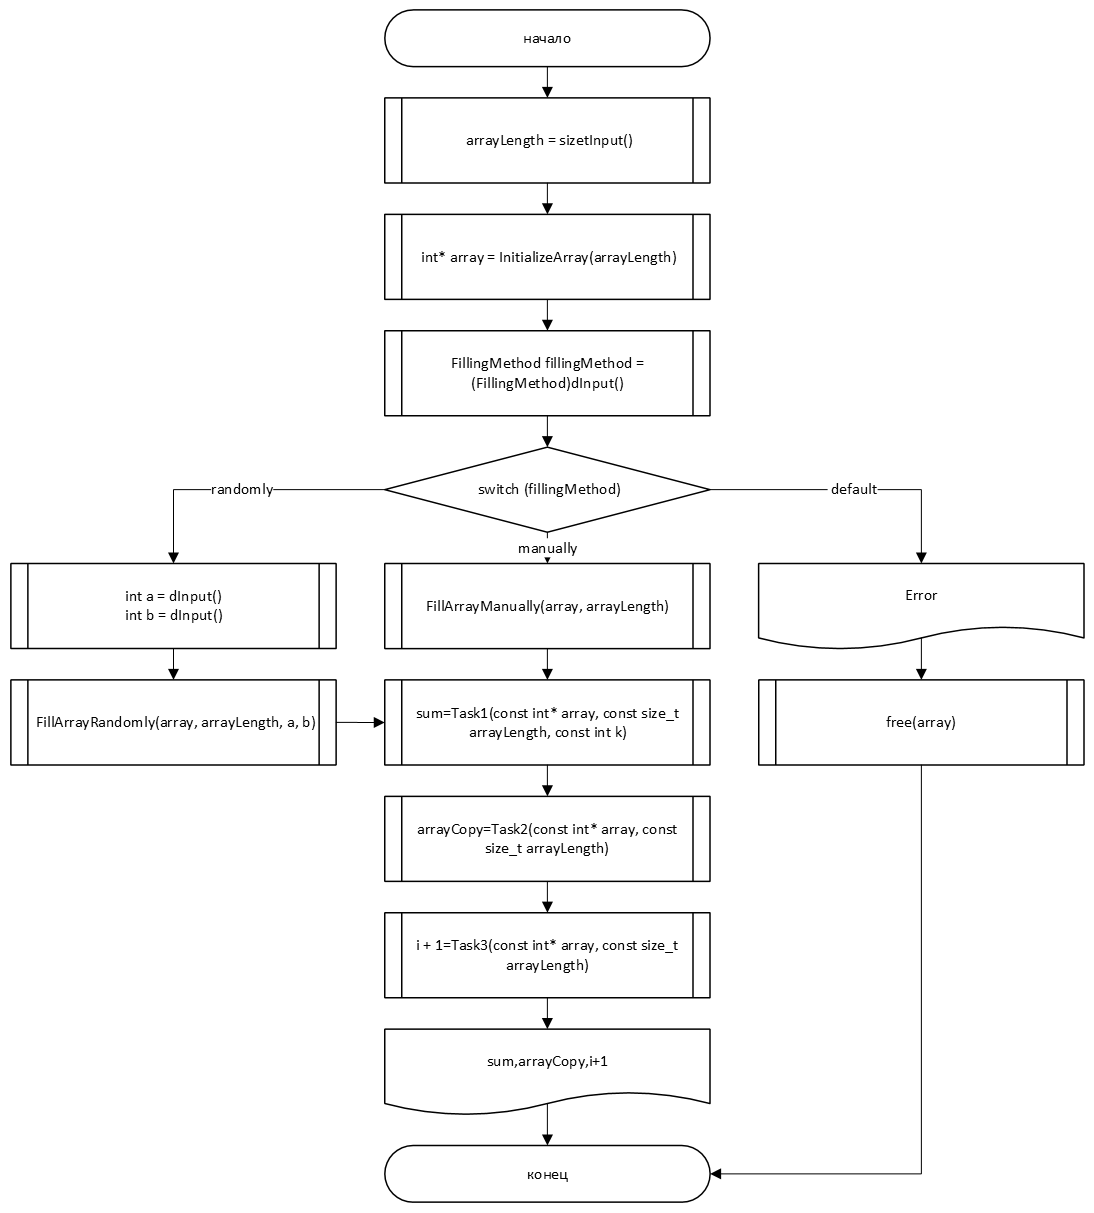 начало
arrayLength = sizetInput()
int* array = InitializeArray(arrayLength)
FillingMethod fillingMethod =
(FillingMethod)dInput()
switch (fillingMethod)
randomly
default
manually
int a = dInput()
int b = dInput()
FillArrayManually(array, arrayLength)
Error
FillArrayRandomly(array, arrayLength, a, b)
sum=Task1(const int* array, const size_t
arrayLength, const int k)
free(array)
arrayCopy=Task2(const int* array, const
size_t arrayLength)
i + 1=Task3(const int* array, const size_t
arrayLength)
sum,arrayCopy,i+1
конец